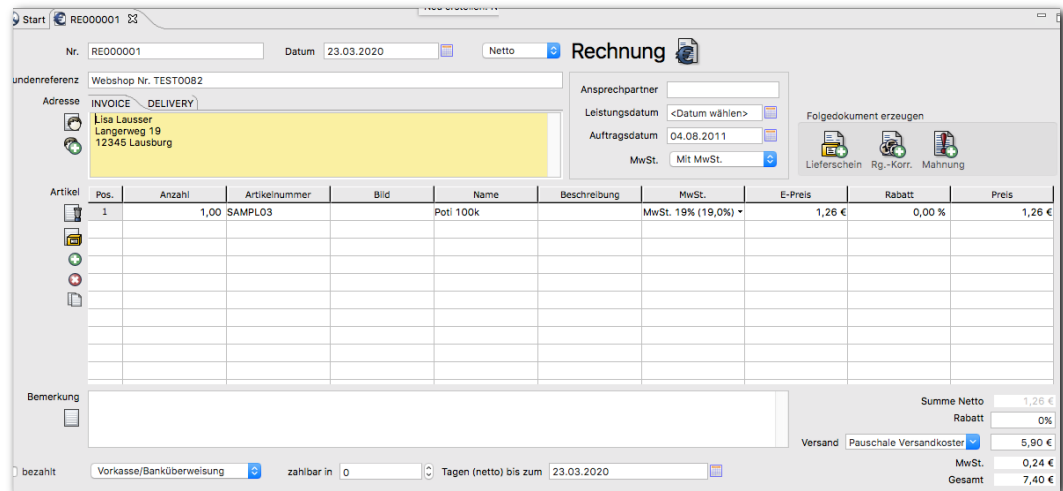 Start RE000001
Nr. RE000001 Datum 23.03.2020 Netto Rechnung
undenreferenz Webshop Nr. TEST0082
Ansprechpartner
Adresse INVOICE DELIVERY
Lisa Lausser
Langerweg 19
12345 Lausburg
Leistungsdatum <Datum wählen>
Auftragsdatum 04.08.2011
MwSt. Mit MwSt.
Folgedokument erzeugen
Lieferschein Rg.-Korr. Mahnung
Artikel Pos. Anzahl Artikelnummer Bild Name Beschreibung MwSt. E-Preis Rabatt Preis
1 1,00 SAMPL03 Poti 100k MwSt. 19% (19,0%) 1,26 € 0,00 % 1,26 €
Bemerkung
Summe Netto 1,26 €
Rabatt 0%
Versand Pauschale Versandkoster 5,90 €
MwSt. 0,24 €
Gesamt 7,40 €
bezahlt Vorkasse/Banküberweisung zahlbar in 0 Tagen (netto) bis zum 23.03.2020